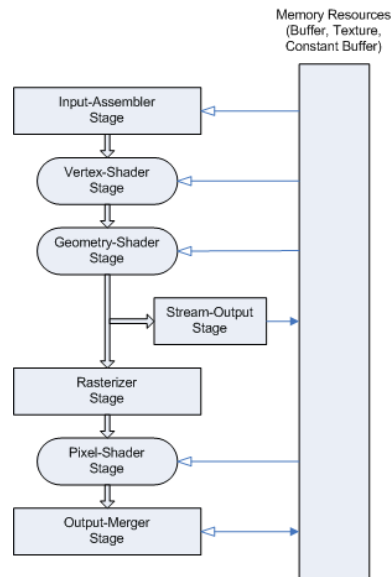 Memory Resources
(Buffer, Texture,
Constant Buffer)
Input-Assembler
Stage
Vertex-Shader
Stage
Geometry-Shader
Stage
Stream-Output
Stage
Rasterizer
Stage
Pixel-Shader
Stage
Output-Merger
Stage